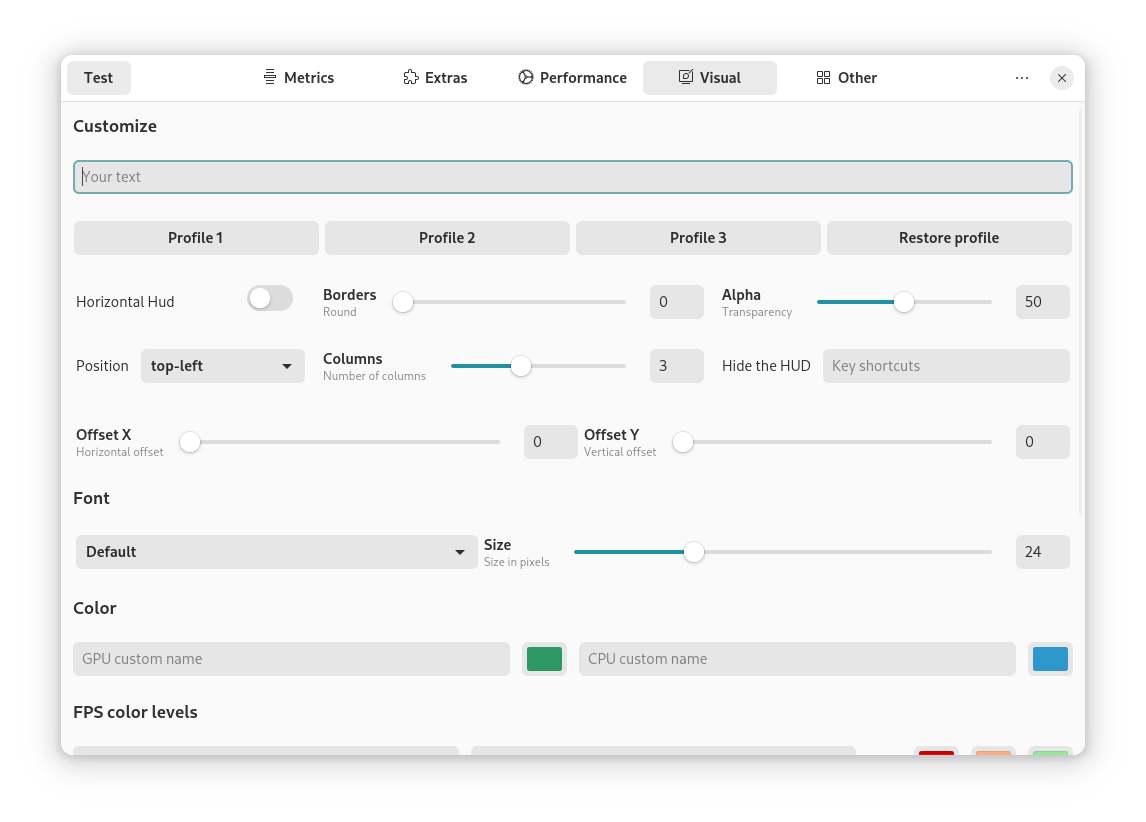 Test Metrics Extras Performance Visual Other
Customize
Your text
Profile 1 Profile 2 Profile 3 Restore profile
Horizontal Hud Borders 0 Alpha 50
Round Transparency
Position top-left Columns 3 Hide the HUD Key shortcuts
Number of columns
Offset X 0 Offset Y 0
Horizontal offset Vertical offset
Font
Default Size 24
Size in pixels
Color
GPU custom name CPU custom name
FPS color levels